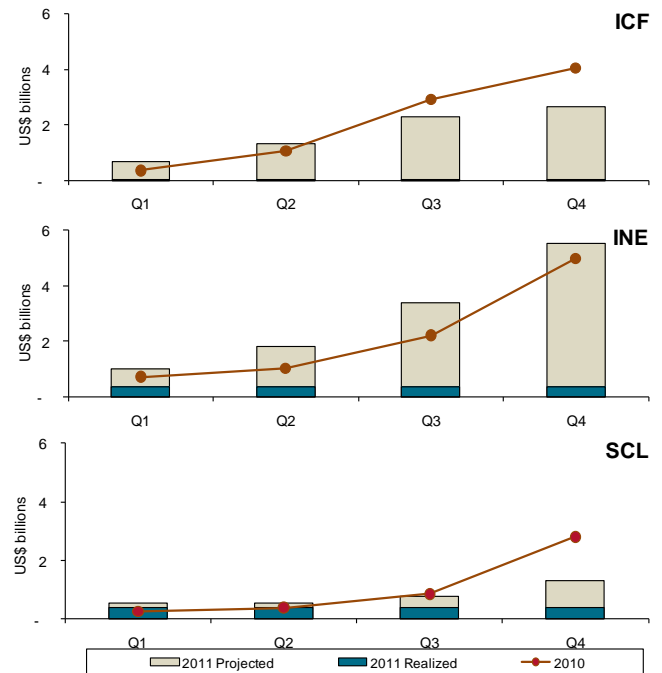 ICF
US$ billions
6
4
2
-
Q1 Q2 Q3 Q4
INE
US$ billions
6
4
2
-
Q1 Q2 Q3 Q4
SCL
US$ billions
6
4
2
-
Q1 Q2 Q3 Q4
2011 Projected 2011 Realized 2010